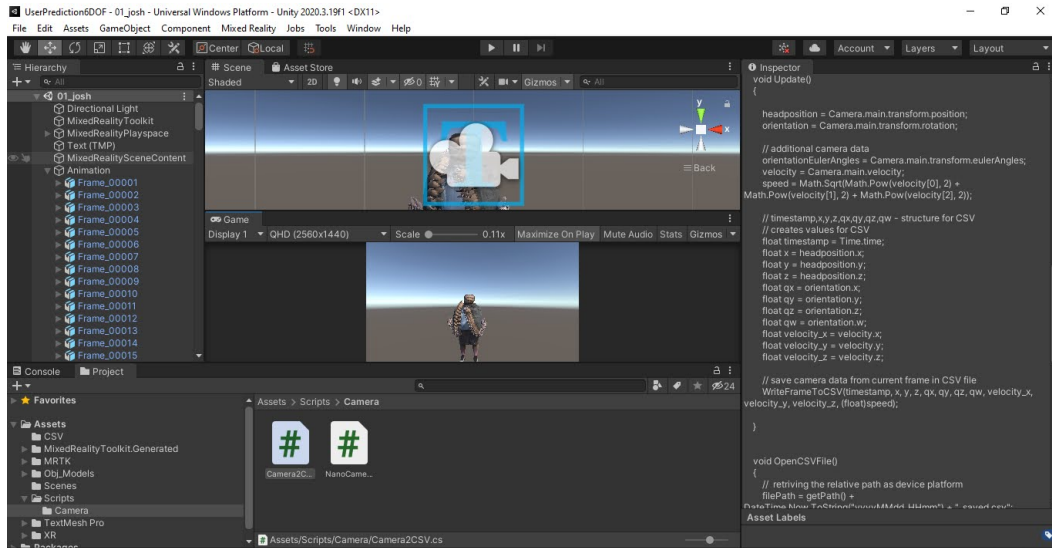 UserPrediction6DOF - 01_josh - Universal Windows Platform - Unity 2020.3.19f1 <DX11>
File Edit Assets GameObject Component Mixed Reality Jobs Tools Window Help
Center Local
Account Layers Layout
Hierarchy
All
01_josh
Directional Light
MixedRealityToolkit
MixedRealityPlayspace
Text (TMP)
MixedRealitySceneContent
Animation
Frame_00001
Frame_00002
Frame_00003
Frame_00004
Frame_00005
Frame_00006
Frame_00007
Frame_00008
Frame_00009
Frame_00010
Frame_00011
Frame_00012
Frame_00013
Frame_00014
Frame_00015
Scene Asset Store
Shaded 2D 0 Gizmos All
y
x
Back
Game
Display 1 QHD (2560x1440) Scale 0.11x Maximize On Play Mute Audio Stats Gizmos
Console Project
24
Favorites
Assets
CSV
MixedRealityToolkit.Generated
MRTK
Obj_Models
Scenes
Scripts
Camera
TextMesh Pro
XR
Packages
Assets > Scripts > Camera
# #
Camera2C... NanoCame...
Assets/Scripts/Camera/Camera2CSV.cs
Inspector
void Update()
{
headposition = Camera.main.transform.position;
orientation = Camera.main.transform.rotation;
// additional camera data
orientationEulerAngles = Camera.main.transform.eulerAngles;
velocity = Camera.main.velocity;
speed = Math.Sqrt(Math.Pow(velocity[0], 2) +
Math.Pow(velocity[1], 2) + Math.Pow(velocity[2], 2));
// timestamp,x,y,z,qx,qy,qz,qw - structure for CSV
// creates values for CSV
float timestamp = Time.time;
float x = headposition.x;
float y = headposition.y;
float z = headposition.z;
float qx = orientation.x;
float qy = orientation.y;
float qz = orientation.z;
float qw = orientation.w;
float velocity_x = velocity.x;
float velocity_y = velocity.y;
float velocity_z = velocity.z;
// save camera data from current frame in CSV file
WriteFrameToCSV(timestamp, x, y, z, qx, qy, qz, qw, velocity_x,
velocity_y, velocity_z, (float)speed);
}
void OpenCSVFile()
{
// retriving the relative path as device platform
filePath = getPath() +
DateTime.Now.ToString("yyyyMMdd_HHmm") + "_saved.csv";
Asset Labels